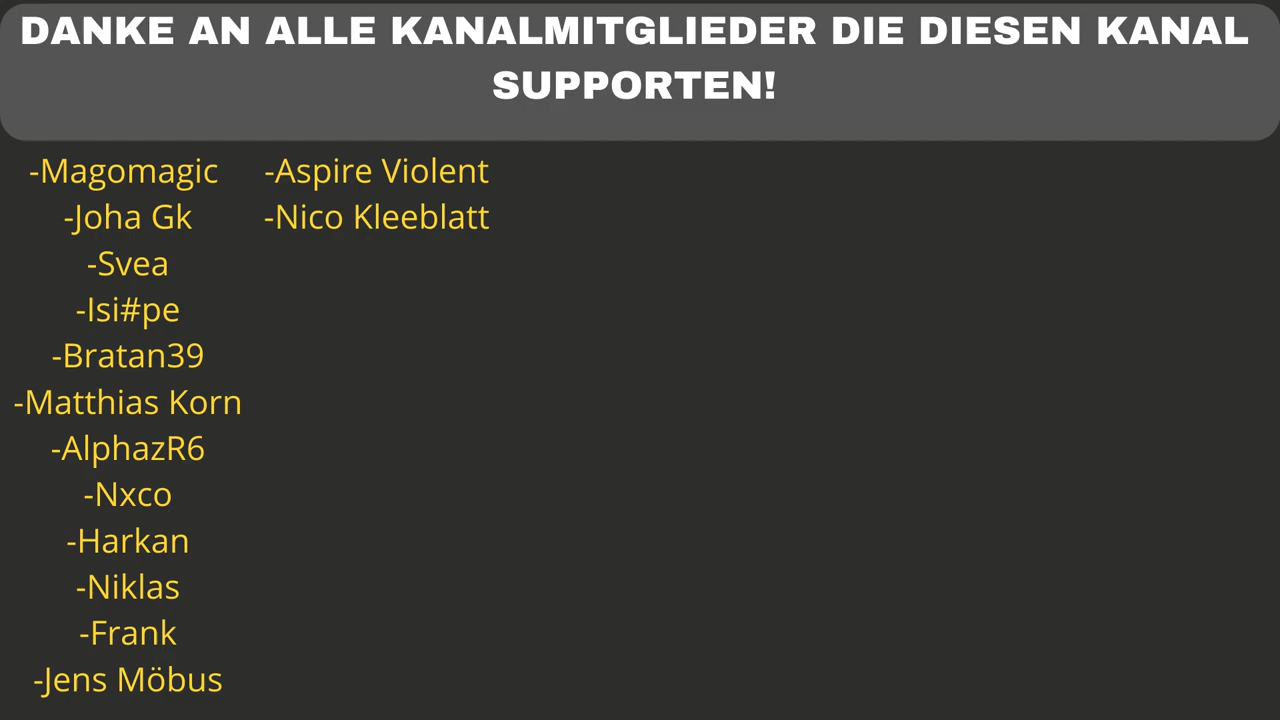 DANKE AN ALLE KANALMITGLIEDER DIE DIESEN KANAL
SUPPORTEN!
-Magomagic
-Joha Gk
-Svea
-Isi#pe
-Bratan39
-Matthias Korn
-AlphazR6
-Nxco
-Harkan
-Niklas
-Frank
-Jens Möbus
-Aspire Violent
-Nico Kleeblatt